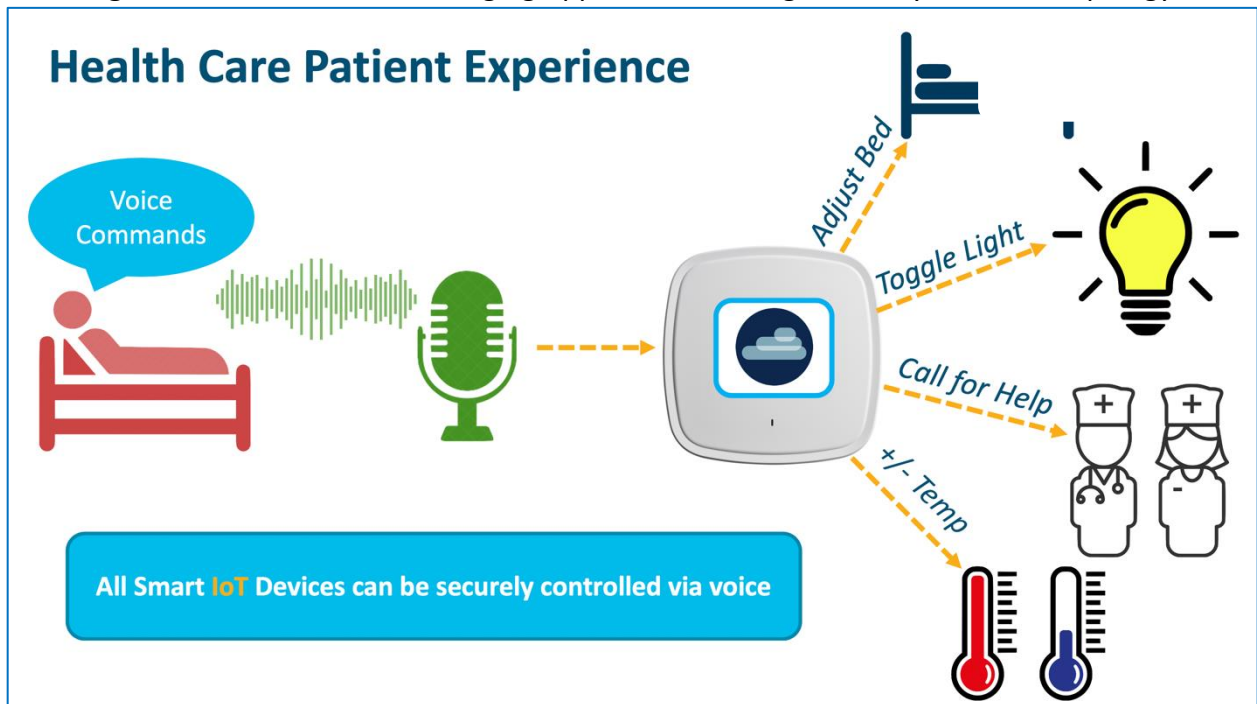 Health Care Patient Experience
Voice
Commands
Adjust Bed
Toggle Light
Call for Help
+/- Temp
All Smart IoT Devices can be securely controlled via voice